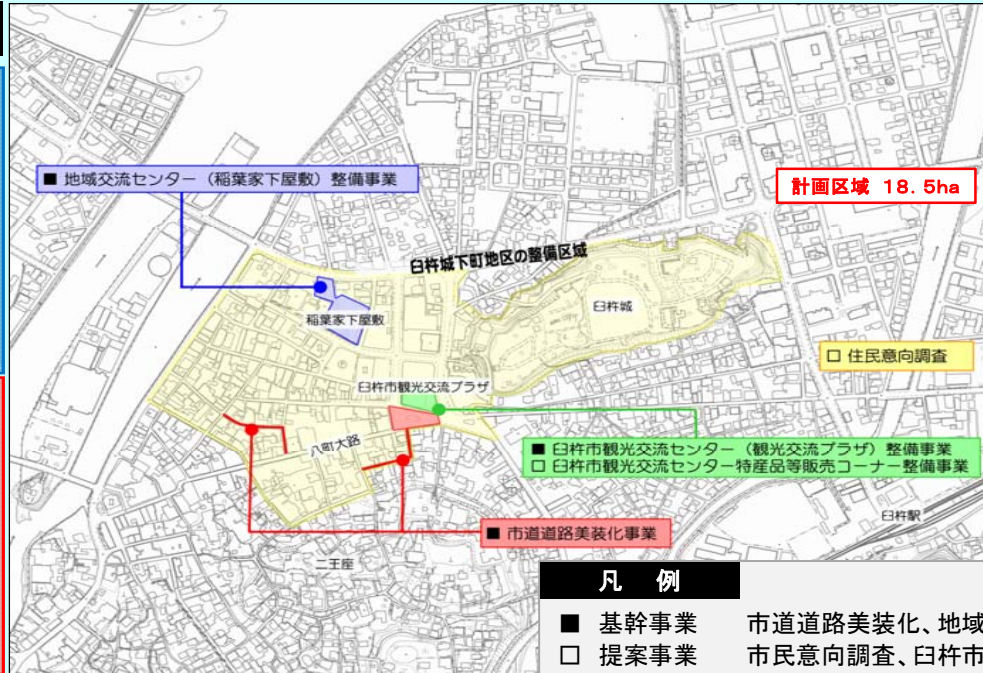 ■ 地域交流センター（稲葉家下屋敷）整備事業
計画区域 18.5ha
臼杵城下町地区の整備区域
臼杵城
稲葉家下屋敷
□ 住民意向調査
臼杵市観光交流プラザ
八町大路
■ 臼杵市観光交流センター（観光交流プラザ）整備事業
□ 臼杵市観光交流センター特産品等販売コーナー整備事業
臼杵駅
■ 市道道路美装化事業
二王座
凡 例
■ 基幹事業 市道道路美装化、地域
□ 提案事業 市民意向調査、臼杵市